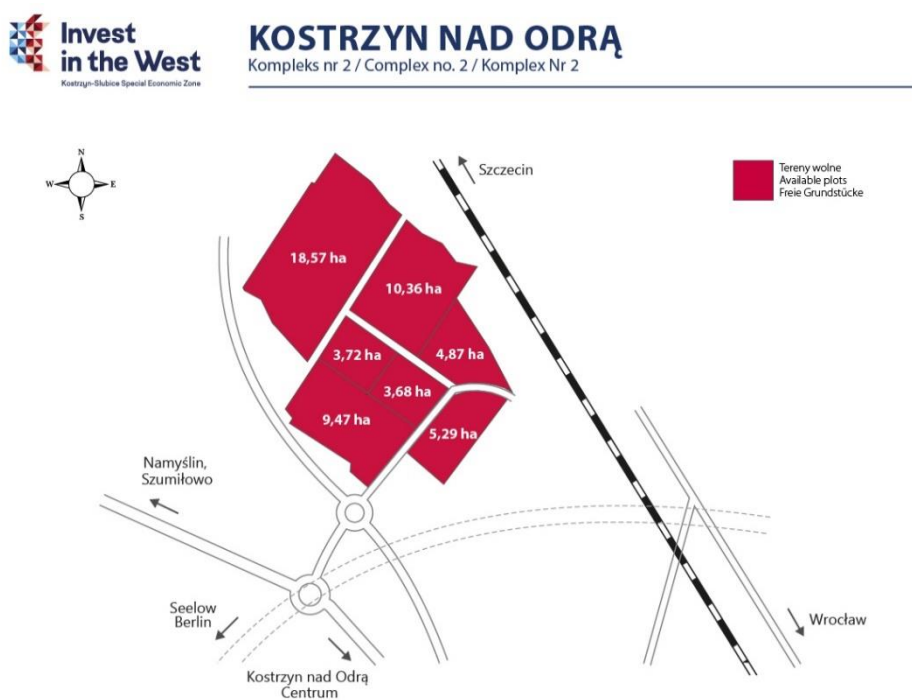 Invest
in the West
Kostrzyn-Słubice Special Economic Zone
KOSTRZYN NAD ODRĄ
Kompleks nr 2 / Complex no. 2 / Komplex Nr 2
N
W E
S
Szczecin
Tereny wolne
Available plots
Freie Grundstücke
18,57 ha
10,36 ha
3,72 ha
4,87 ha
3,68 ha
9,47 ha
5,29 ha
Namyślin,
Szumiłowo
Seelow
Berlin
Wrocław
Kostrzyn nad Odrą
Centrum